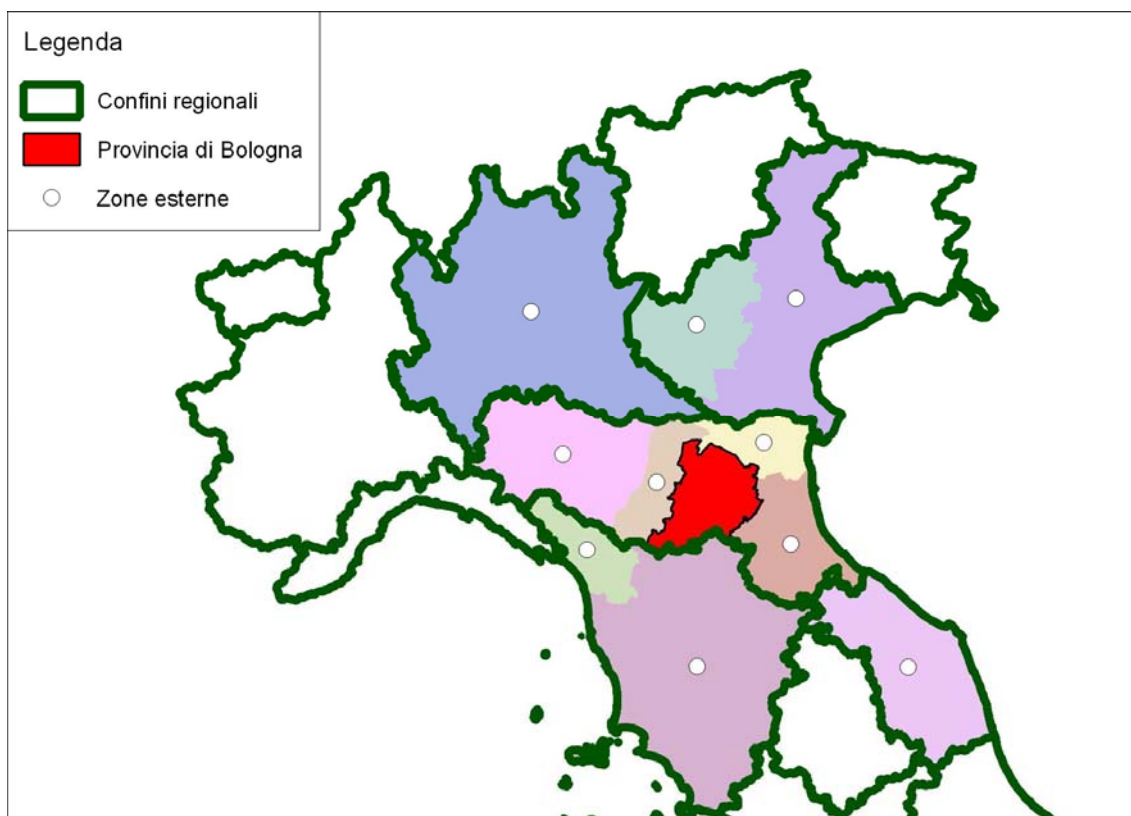 Legenda
Confini regionali
Provincia di Bologna
Zone esterne